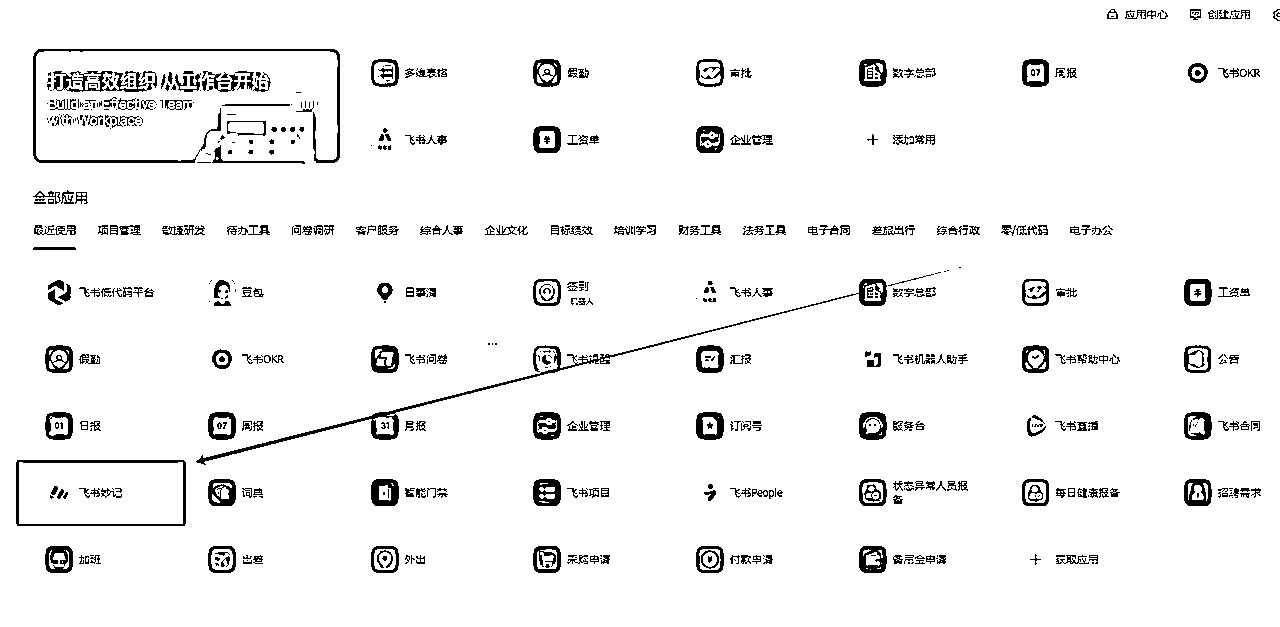 应用中心 创建应用
打造高效组织 从工作台开始
Build an Effective Team
with Workplace
多维表格 假勤 审批 数字总部 周报 飞书OKR
飞书人事 工资单 企业管理 添加常用
全部应用
最近使用 项目管理 敏捷研发 待办工具 问卷调研 客户服务 综合人事 企业文化 目标绩效 培训学习 财务工具 法务工具 电子合同 差旅出行 综合行政 零/低代码 电子办公
飞书低代码平台 豆包 日事清 签到 飞书人事 数字总部 审批 工资单
机器人
假勤 飞书OKR 飞书问卷 飞书提醒 汇报 飞书机器人助手 飞书帮助中心 公告
日报 周报 月报 企业管理 订阅号 服务台 飞书直播 飞书合同
飞书妙记 词典 智能门禁 飞书项目 飞书People 状态异常人员报 每日健康报备 招聘需求
备
加班 出差 外出 采购申请 付款申请 备用金申请 获取应用